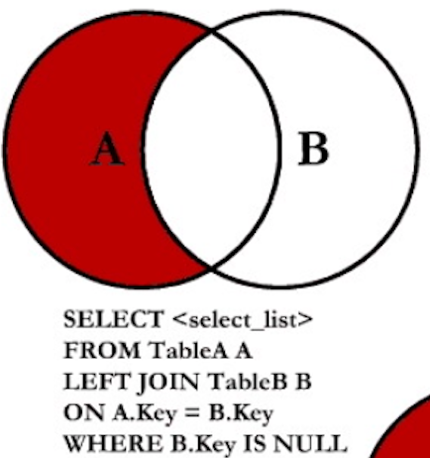 A B
SELECT <select_list>
FROM TableA A
LEFT JOIN TableB B
ON A.Key = B.Key
WHERE B.Key IS NULL